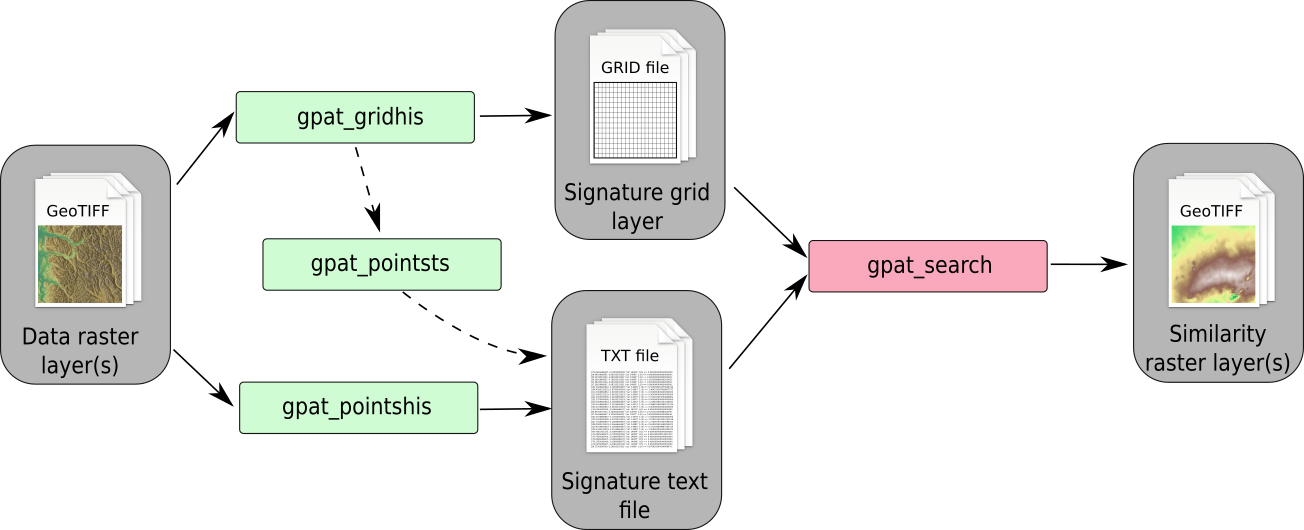 GeoTIFF
Data raster
layer(s)
gpat_gridhis
gpat_pointsts
gpat_pointshis
GRID file
Signature grid
layer
TXT file
Signature text
file
gpat_search
GeoTIFF
Similarity
raster layer(s)